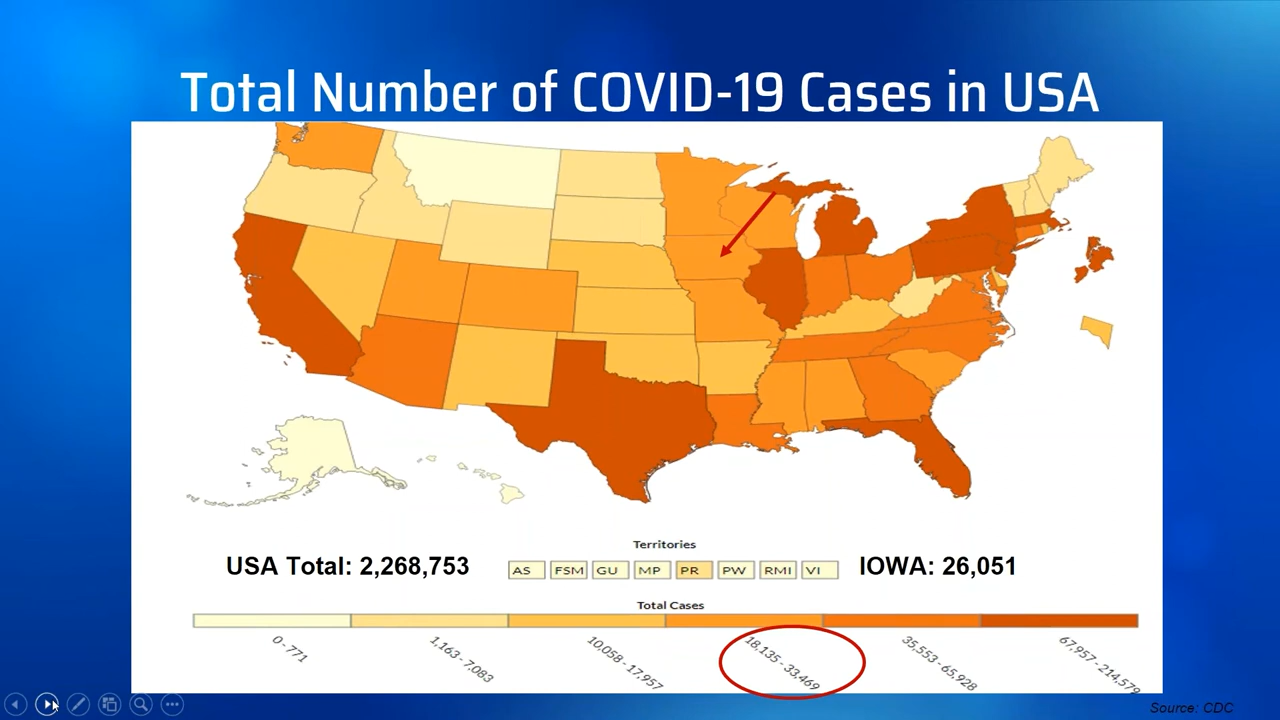 Total Number of COVID-19 Cases in USA
Territories
USA Total: 2,268,753
AS FSM GU MP PR PW RMI VI
IOWA: 26,051
Total Cases
0 - 771
1,163 - 7,083
10,058 - 17,957
18,135 - 33,469
35,553 - 65,928
67,957 - 214,579
Source: CDC